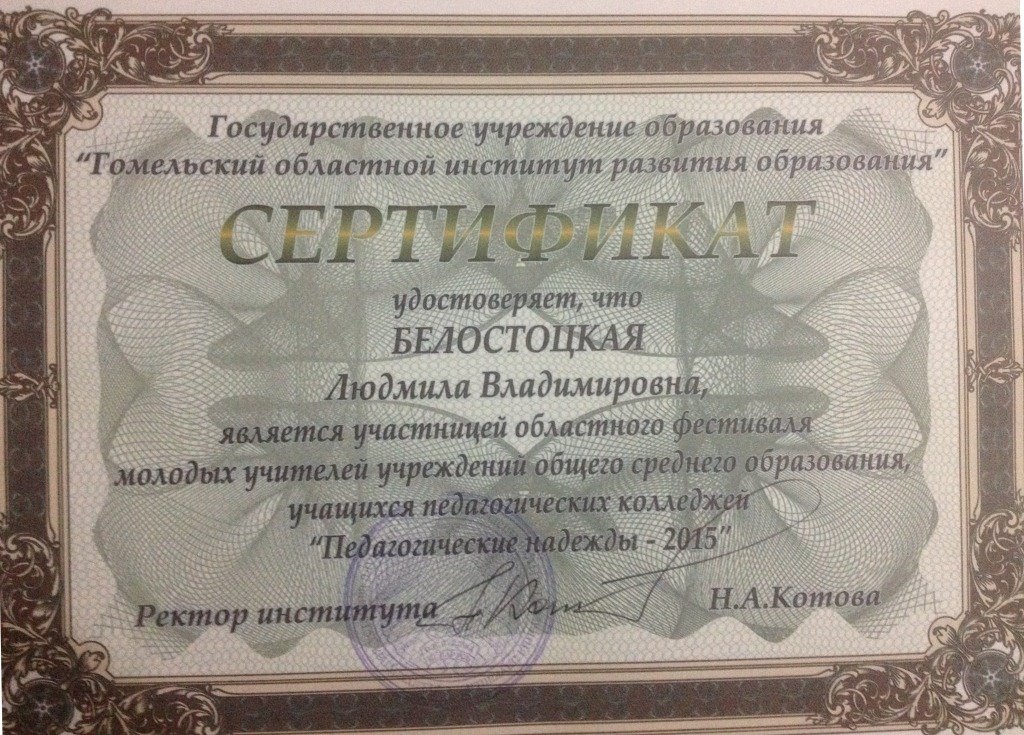 Государственное учреждение образования
“Гомельский областной институт развития образования”
СЕРТИФИКАТ
удостоверяет, что
БЕЛОСТОЦКАЯ
Людмила Владимировна,
является участницей областного фестиваля
молодых учителей учреждений общего среднего образования,
учащихся педагогических колледжей
“Педагогические надежды - 2015”
Ректор института Н.А.Котова